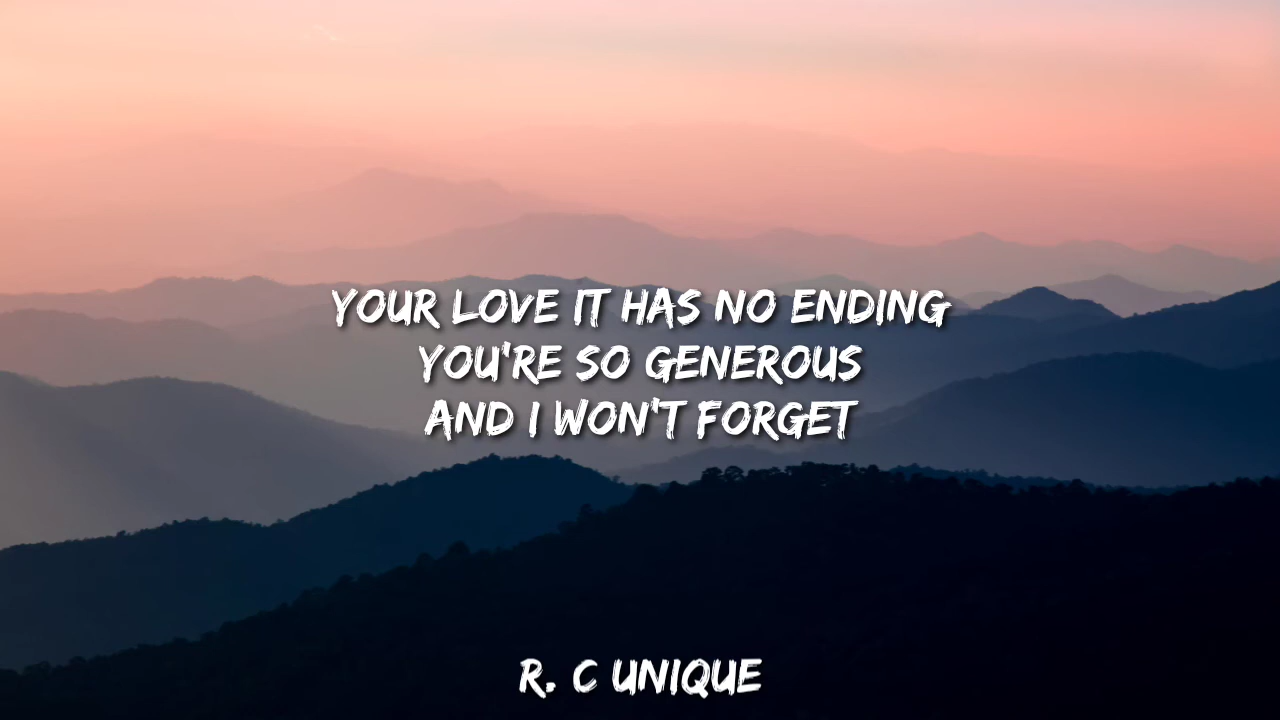 YOUR LOVE IT HAS NO ENDING
YOU'RE SO GENEROUS
AND I WON'T FORGET
R. C UNIQUE